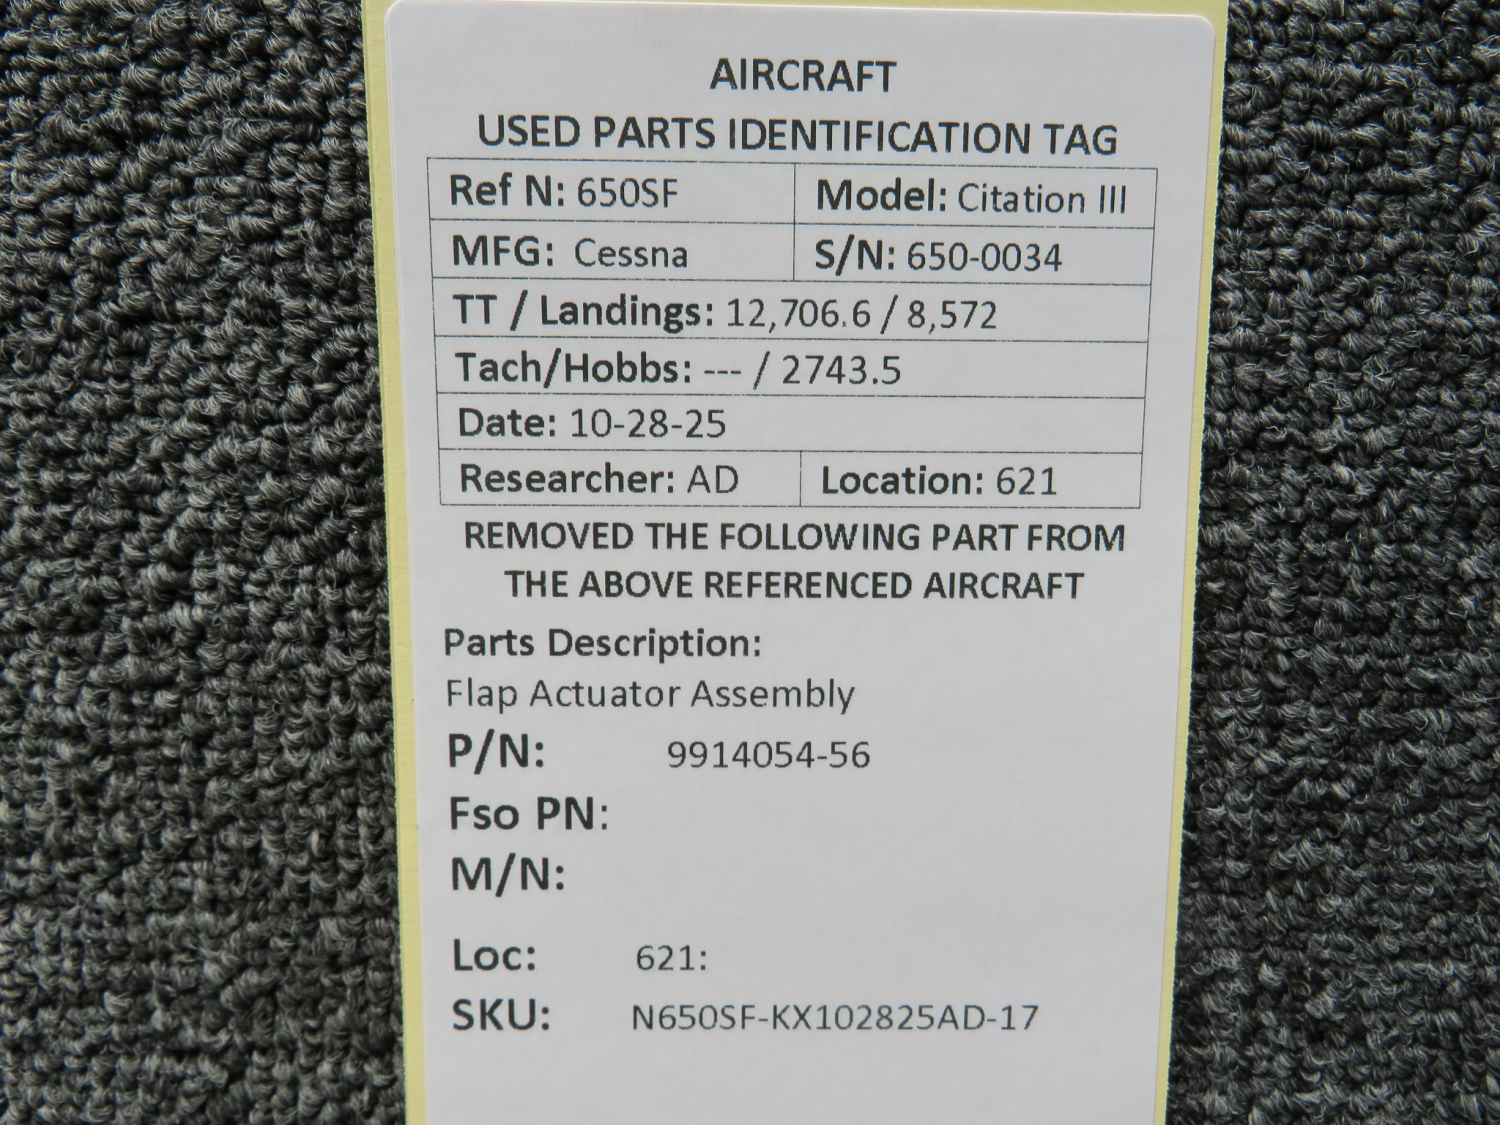 AIRCRAFT
USED PARTS IDENTIFICATION TAG
Ref N: 650SF Model: Citation III
MFG: Cessna S/N: 650-0034
TT / Landings: 12,706.6 / 8,572
Tach/Hobbs: --- / 2743.5
Date: 10-28-25
Researcher: AD Location: 621
REMOVED THE FOLLOWING PART FROM
THE ABOVE REFERENCED AIRCRAFT
Parts Description:
Flap Actuator Assembly
P/N: 9914054-56
Fso PN:
M/N:
Loc: 621:
SKU: N650SF-KX102825AD-17